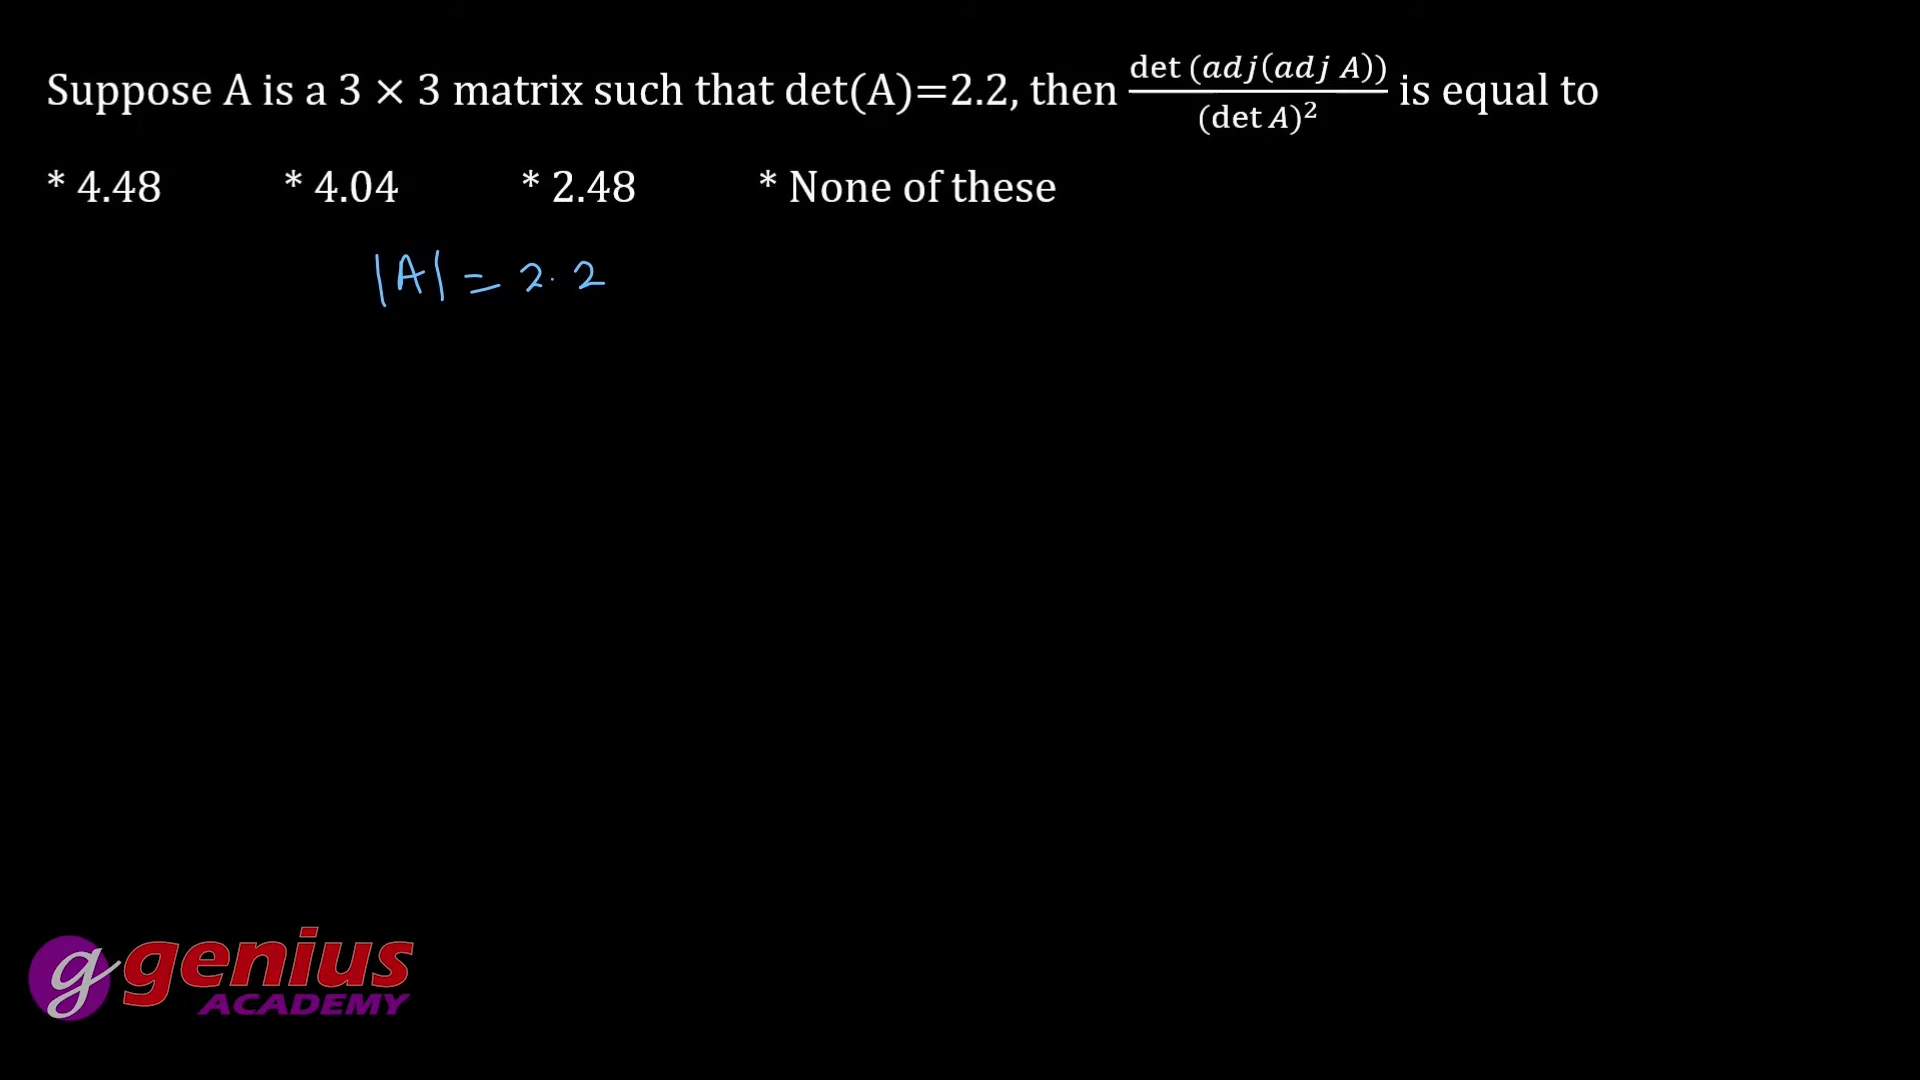 Suppose A is a 3 × 3 matrix such that det(A)=2.2, then \frac{det (adj(adj A))}{(det A)^2} is equal to
* 4.48 * 4.04 * 2.48 * None of these
|A| = 2.2
g genius
ACADEMY